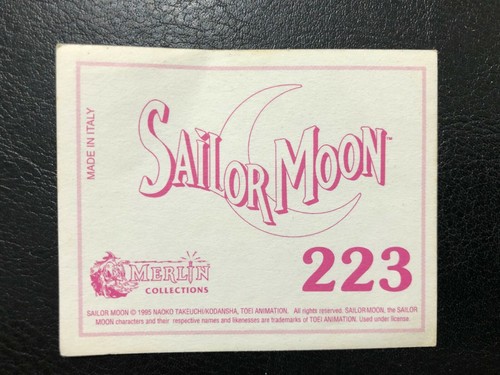 MADE IN ITALY
SAILOR MOON™
MERLIN
COLLECTIONS
223
SAILOR MOON © 1995 NAOKO TAKEUCHI/KODANSHA, TOEI ANIMATION. All rights reserved. SAILOR MOON, the SAILOR
MOON characters and their respective names and likenesses are trademarks of TOEI ANIMATION. Used under license.